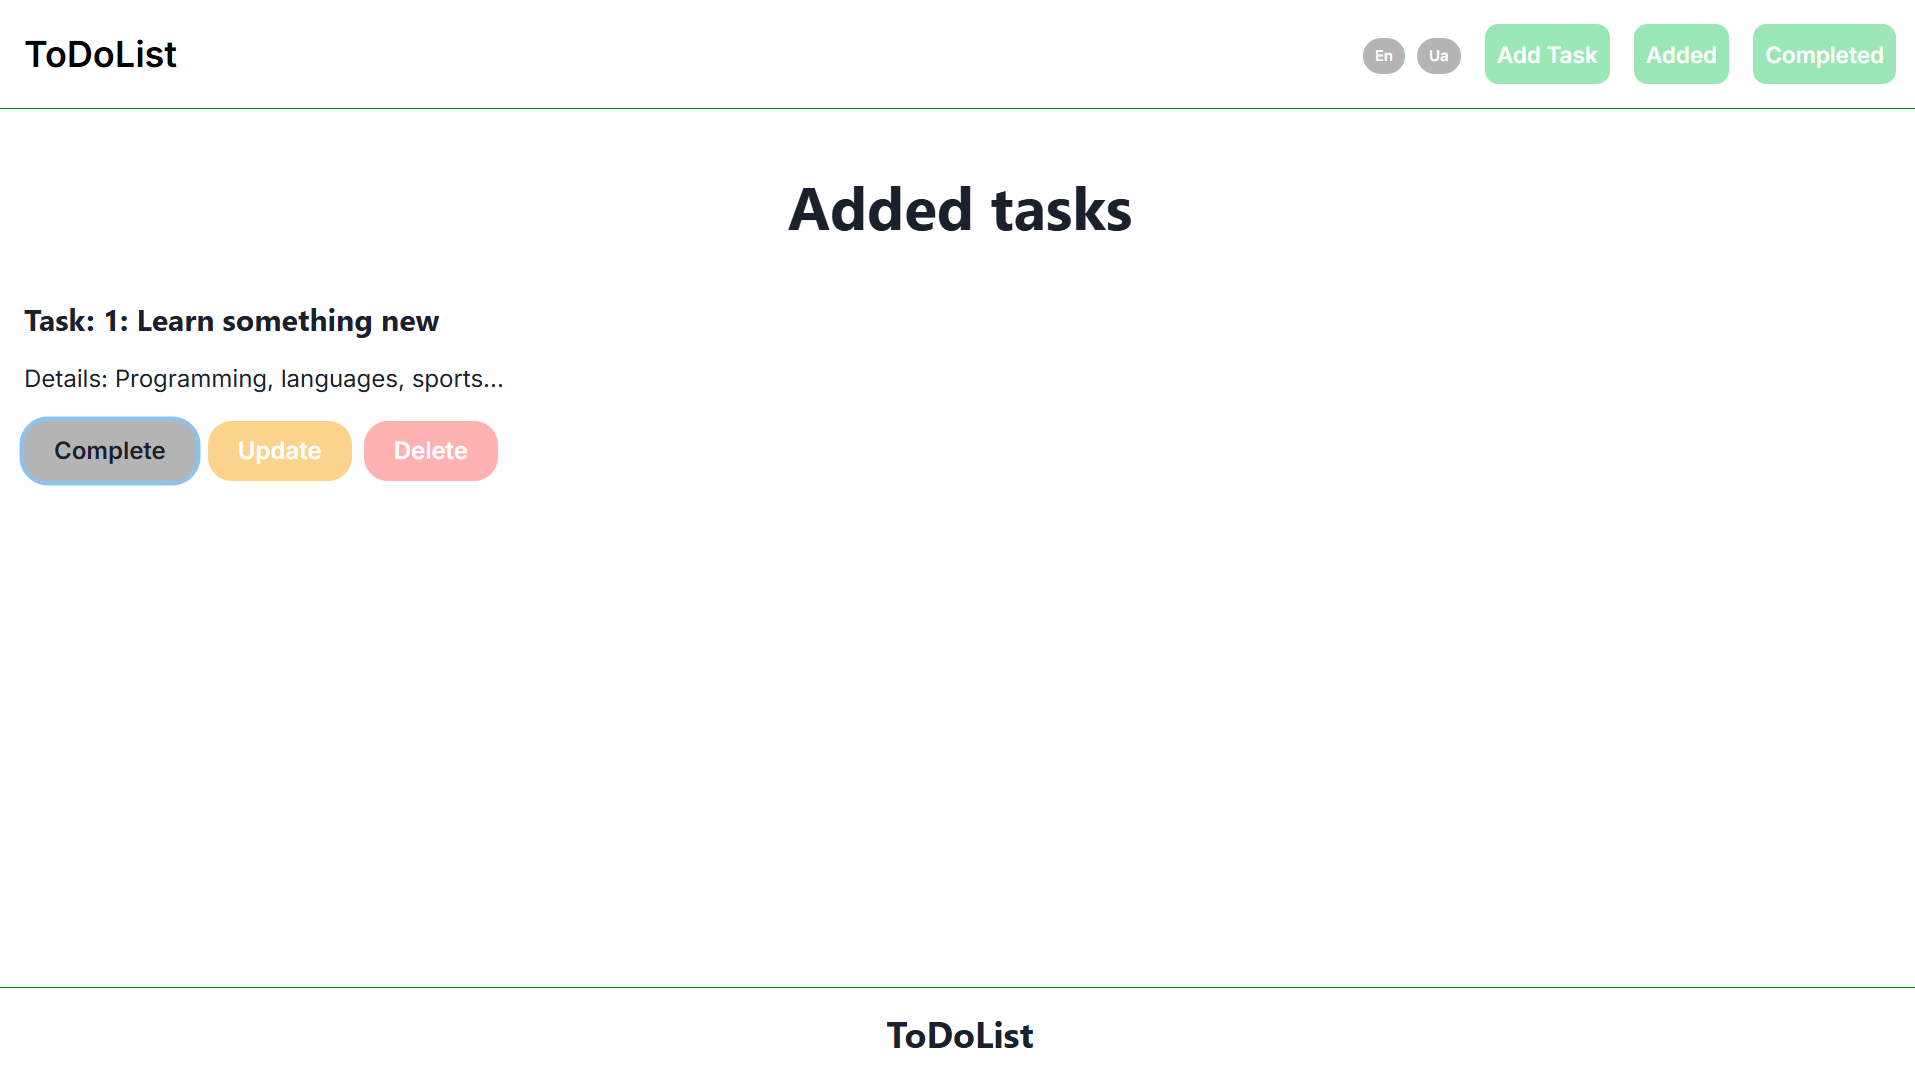 ToDoList
En Ua Add Task Added Completed
Added tasks
Task: 1: Learn something new
Details: Programming, languages, sports...
Complete Update Delete
ToDoList